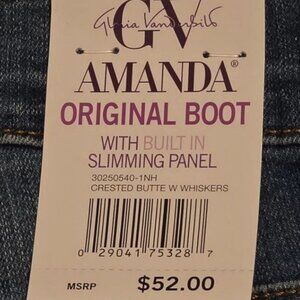 GV
Gloria Vanderbilt
AMANDA®
ORIGINAL BOOT
WITH BUILT IN
SLIMMING PANEL
30250540-1NH
CRESTED BUTTE W WHISKERS
0 29041 75328 7
MSRP $52.00